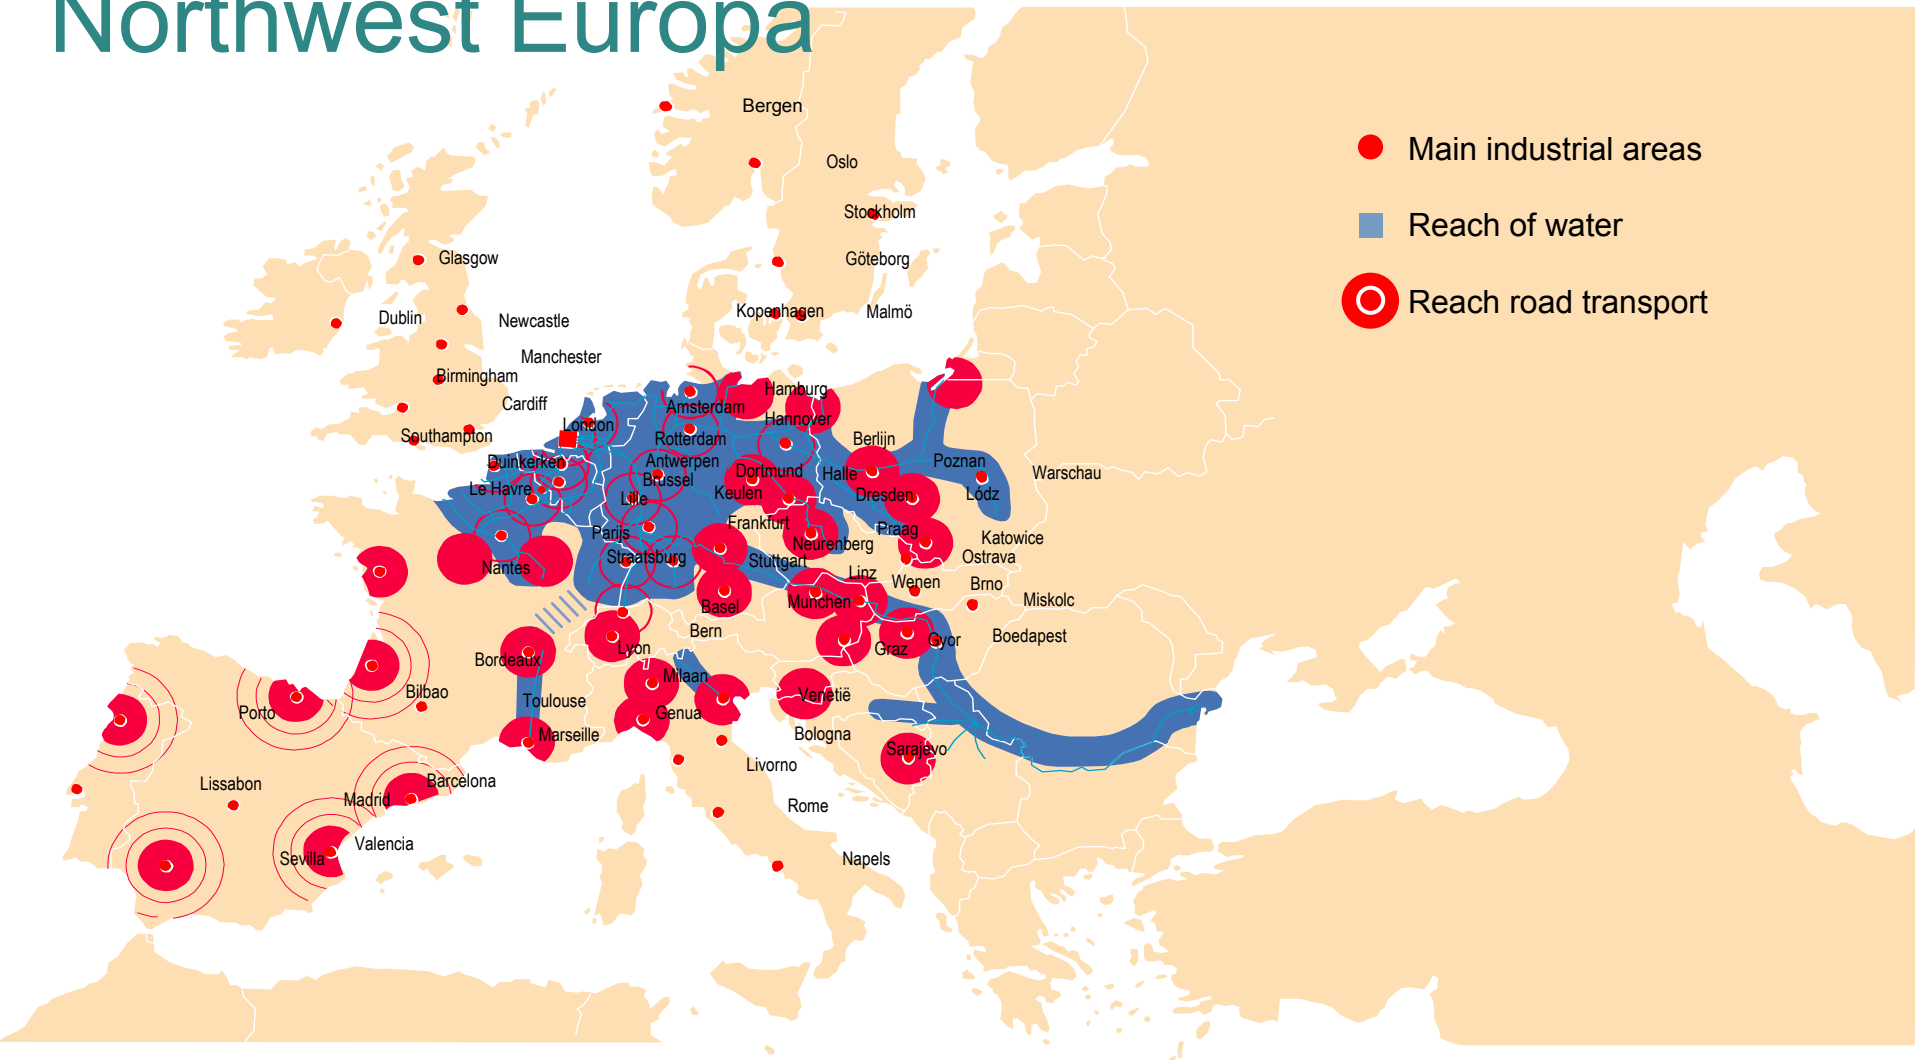 Northwest Europa
Bergen
Oslo
Stockholm
Göteborg
Kopenhagen
Malmö
Glasgow
Dublin
Newcastle
Manchester
Birmingham
Cardiff
London
Southampton
Main industrial areas
Reach of water
Reach road transport
Hamburg
Amsterdam
Hannover
Rotterdam
Berlijn
Duinkerken
Antwerpen
Brussel
Dortmund
Halle
Poznan
Warschau
Le Havre
Lille
Keulen
Dresden
Lódz
Parijs
Frankfurt
Neurenberg
Praag
Katowice
Ostrava
Nantes
Straatsburg
Stuttgart
Linz
Wenen
Brno
Miskolc
Basel
Munchen
Bern
Lyon
Graz
Gyor
Boedapest
Bordeaux
Milaan
Bilbao
Toulouse
Venetië
Porto
Genua
Marseille
Bologna
Sarajevo
Livorno
Lissabon
Barcelona
Madrid
Rome
Valencia
Sevilla
Napels